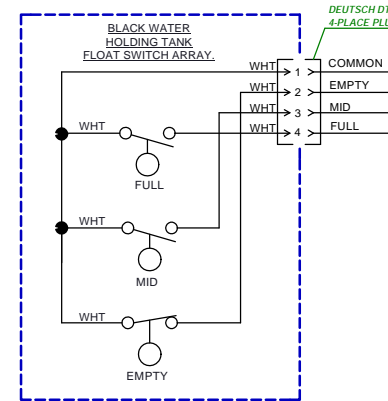 DEUTSCH DT
4-PLACE PLU
BLACK WATER
HOLDING TANK
FLOAT SWITCH ARRAY.
WHT 1 COMMON
WHT 2 EMPTY
WHT 3 MID
WHT 4 FULL
WHT
FULL
WHT
MID
WHT
EMPTY